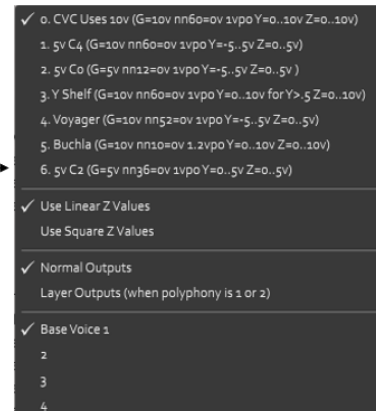 ✓ 0. CVC Uses 10v (G=10v nn60=0v 1vpo Y=0..10v Z=0..10v)
1. 5v C4 (G=10v nn60=0v 1vpo Y=-5..5v Z=0..5v)
2. 5v C0 (G=5v nn12=0v 1vpo Y=-5..5v Z=0..5v )
3. Y Shelf (G=10v nn60=0v 1vpo Y=0..10v for Y>.5 Z=0..10v)
4. Voyager (G=10v nn52=0v 1vpo Y=-5..5v Z=0..5v)
5. Buchla (G=10v nn10=0v 1.2vpo Y=0..10v Z=0..10v)
6. 5v C2 (G=5v nn36=0v 1vpo Y=0..5v Z=0..5v)
✓ Use Linear Z Values
Use Square Z Values
✓ Normal Outputs
Layer Outputs (when polyphony is 1 or 2)
✓ Base Voice 1
2
3
4